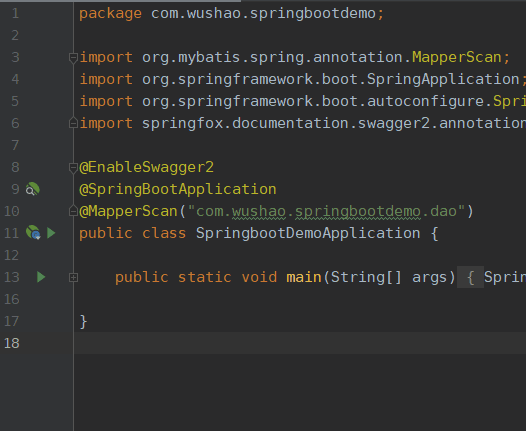 1 package com.wushao.springbootdemo;
2
3 import org.mybatis.spring.annotation.MapperScan;
4 import org.springframework.boot.SpringApplication;
5 import org.springframework.boot.autoconfigure.Spri
6 import springfox.documentation.swagger2.annotation
7
8 @EnableSwagger2
9 @SpringBootApplication
10 @MapperScan("com.wushao.springbootdemo.dao")
11 public class SpringbootDemoApplication {
12
13 public static void main(String[] args) { Sprin
16
17 }
18